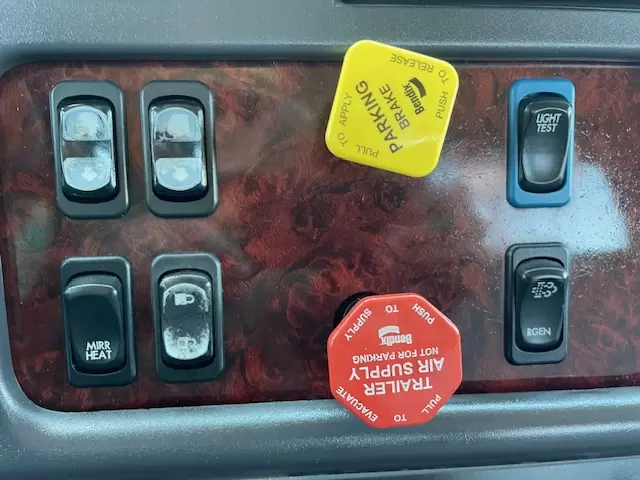 PUSH TO RELEASE
Bendix
PARKING
BRAKE
PULL TO APPLY
LIGHT
TEST
MIRR
HEAT
RGEN
PULL TO EVACUATE
TRAILER
AIR SUPPLY
NOT FOR PARKING
Bendix
PUSH TO SUPPLY